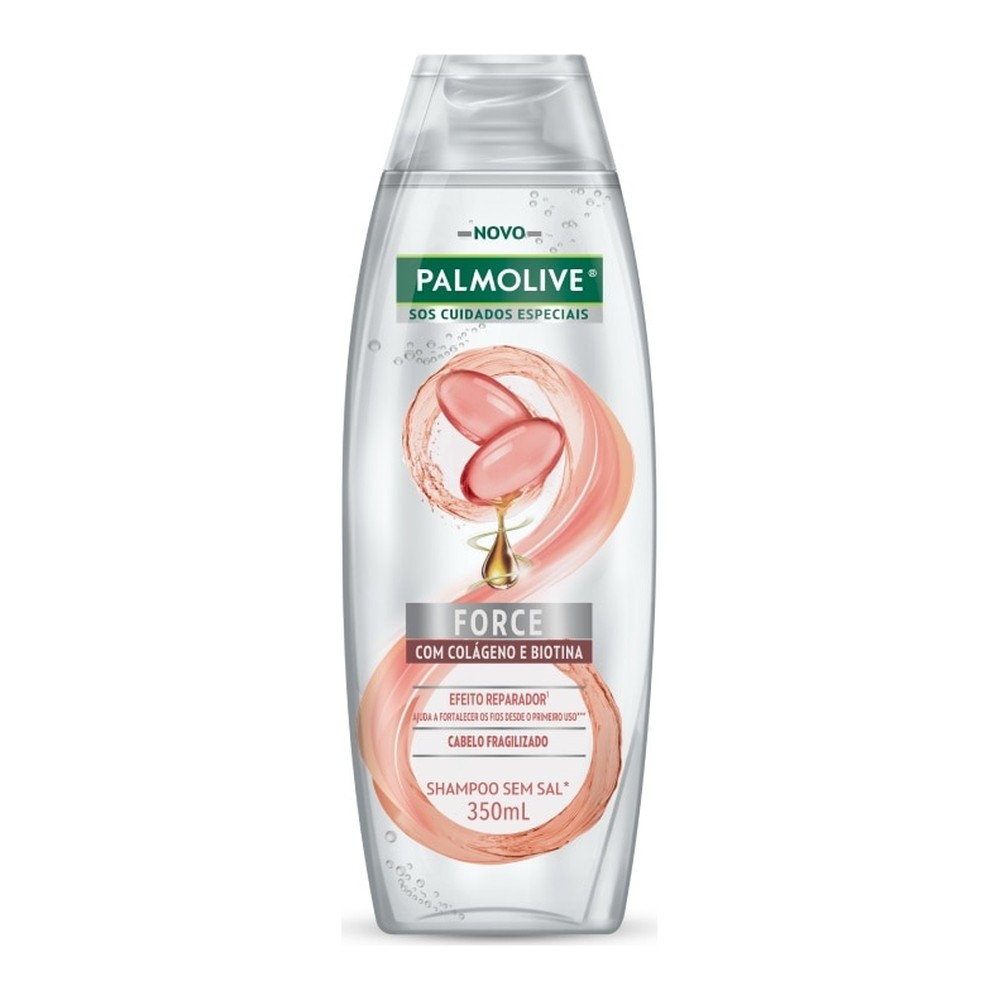 NOVO
PALMOLIVE®
SOS CUIDADOS ESPECIAIS
FORCE
COM COLÁGENO E BIOTINA
EFEITO REPARADOR¹
AJUDA A FORTALECER OS FIOS DESDE O PRIMEIRO USO***
CABELO FRAGILIZADO
SHAMPOO SEM SAL*
350mL